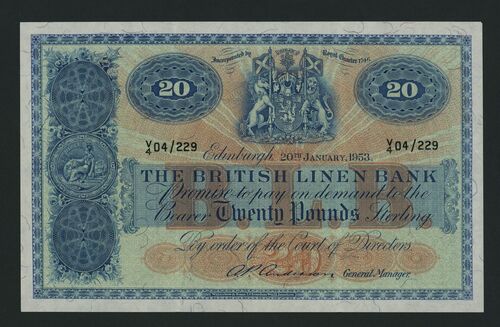 Incorporated by Royal Charter 1746.
20 20
V/4 04/229 V/4 04/229
Edinburgh, 20TH JANUARY, 1953.
THE BRITISH LINEN BANK
Promise to pay on demand to the
Bearer Twenty Pounds Sterling.
By order of the Court of Directors.
A.P. Anderson General Manager.